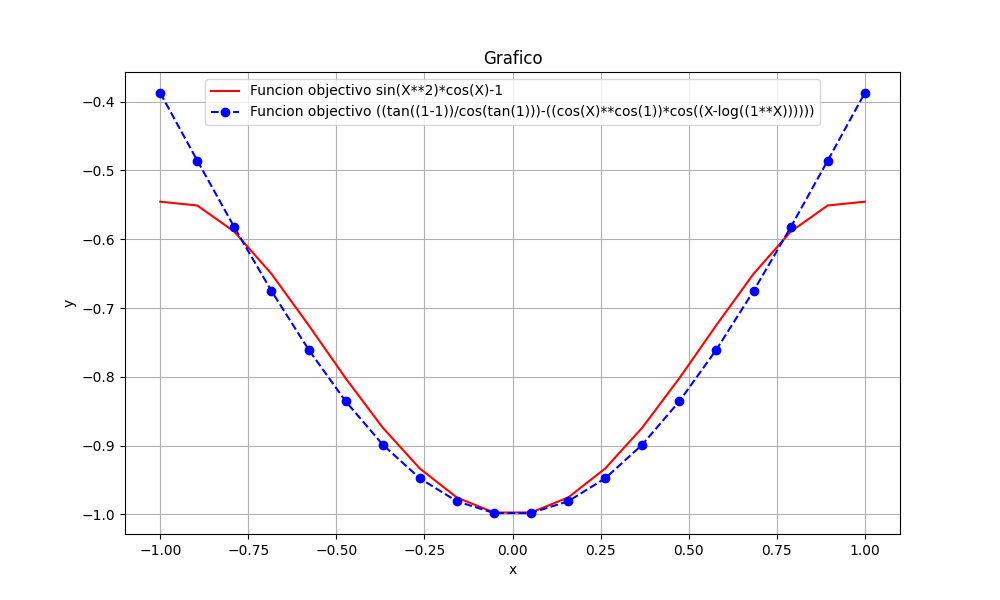 Grafico
Funcion objectivo sin(X**2)*cos(X)-1
Funcion objectivo ((tan((1-1))/cos(tan(1)))-((cos(X)**cos(1))*cos((X-log((1**X))))))
y
−0.4
−0.5
−0.6
−0.7
−0.8
−0.9
−1.0
−1.00 −0.75 −0.50 −0.25 0.00 0.25 0.50 0.75 1.00
x